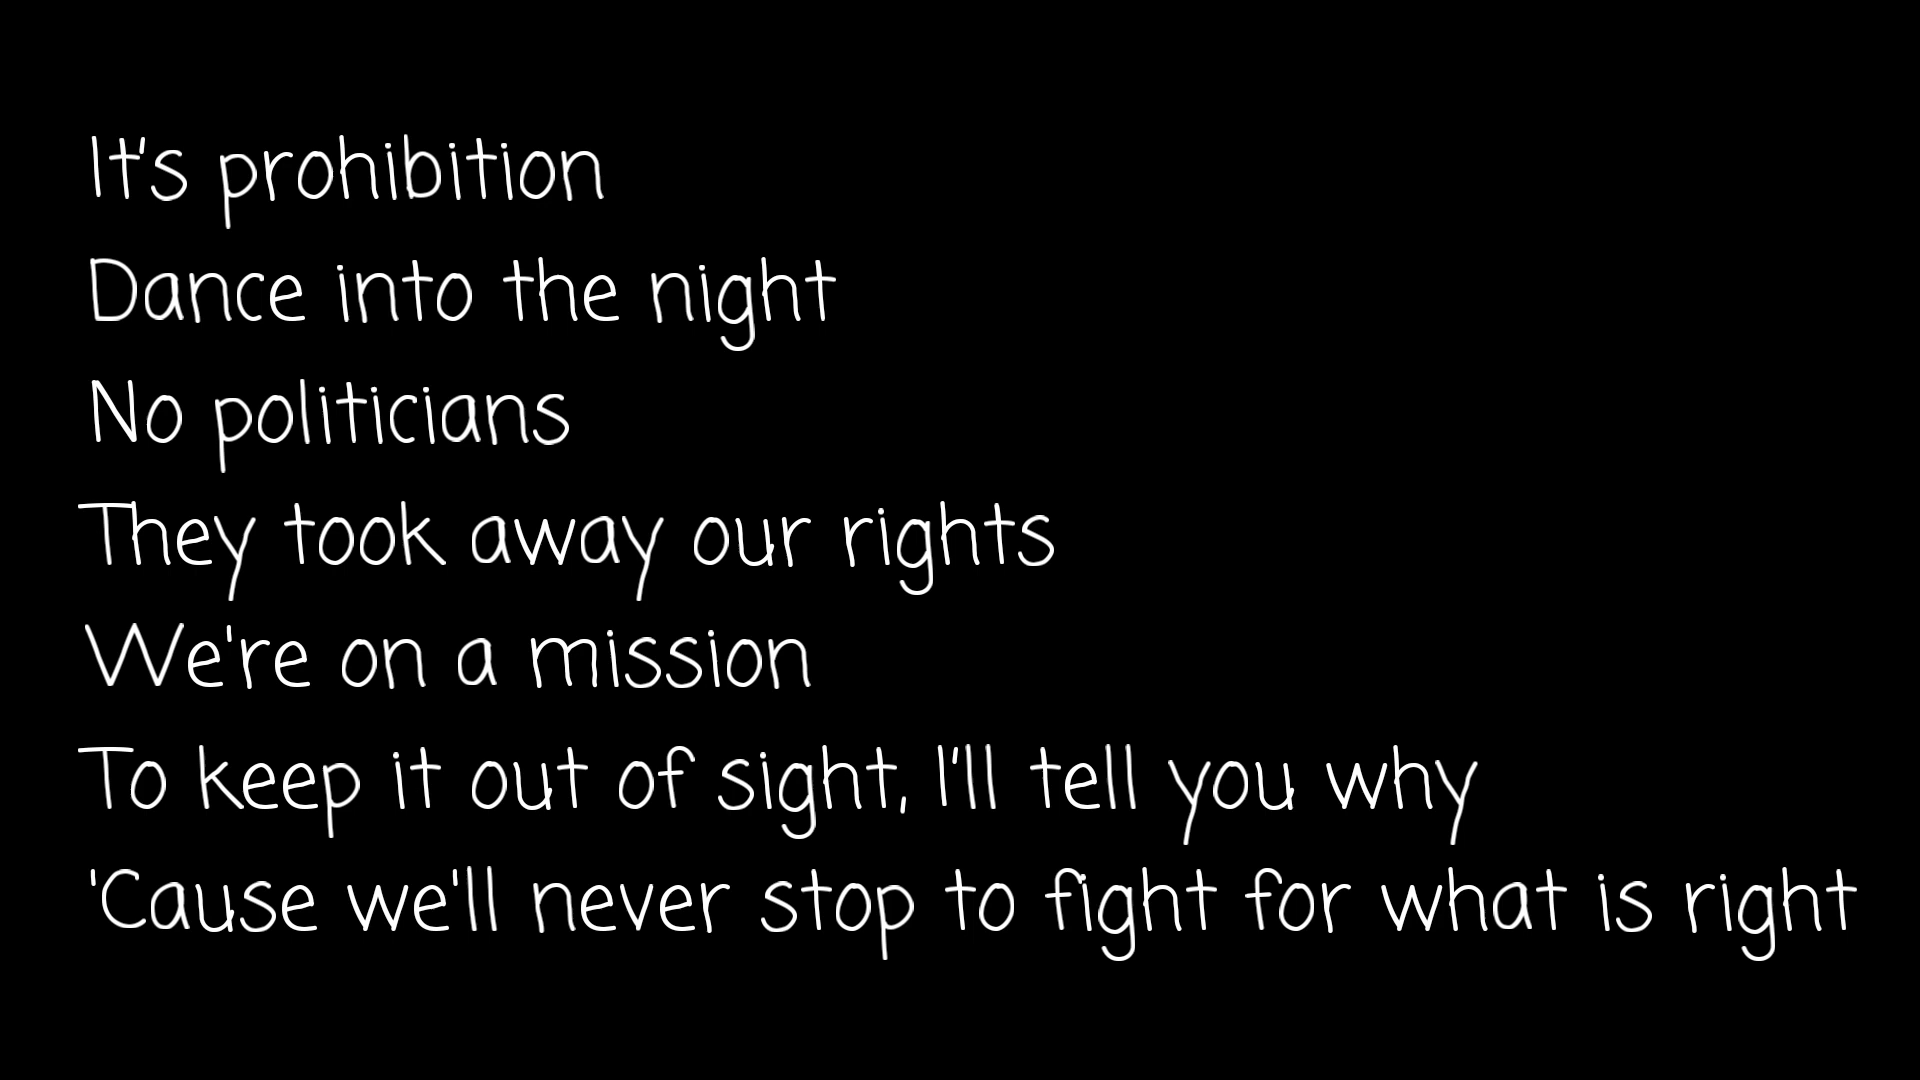 It's prohibition
Dance into the night
No politicians
They took away our rights
We're on a mission
To keep it out of sight, I'll tell you why
'Cause we'll never stop to fight for what is right